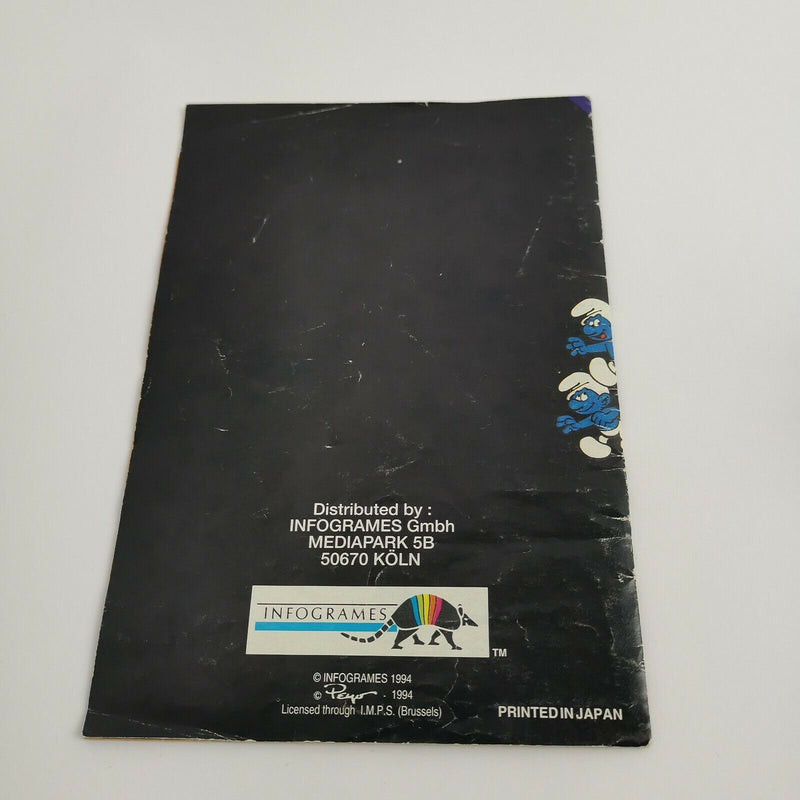 Distributed by :
INFOGRAMES Gmbh
MEDIAPARK 5B
50670 KÖLN
INFOGRAMES
TM
© INFOGRAMES 1994
© Peyo - 1994
Licensed through I.M.P.S. (Brussels)
PRINTED IN JAPAN